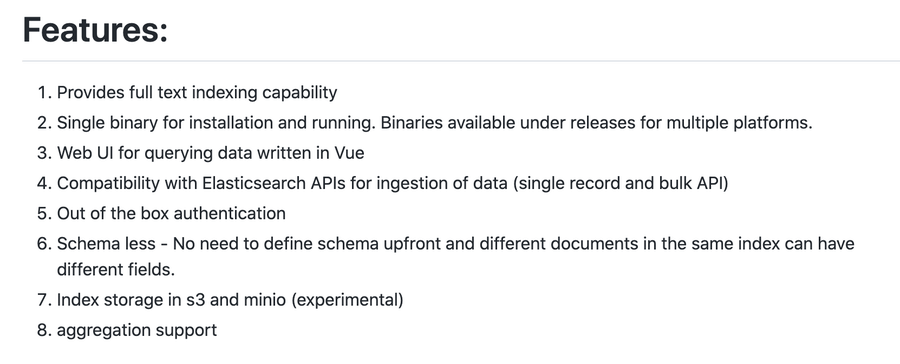 Features:
1. Provides full text indexing capability
2. Single binary for installation and running. Binaries available under releases for multiple platforms.
3. Web UI for querying data written in Vue
4. Compatibility with Elasticsearch APIs for ingestion of data (single record and bulk API)
5. Out of the box authentication
6. Schema less - No need to define schema upfront and different documents in the same index can have
different fields.
7. Index storage in s3 and minio (experimental)
8. aggregation support